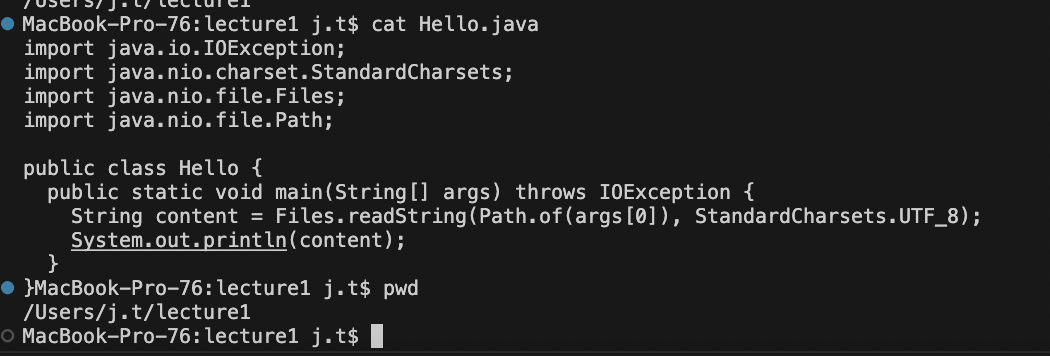 /Users/j.t/lecture1
MacBook-Pro-76:lecture1 j.t$ cat Hello.java
import java.io.IOException;
import java.nio.charset.StandardCharsets;
import java.nio.file.Files;
import java.nio.file.Path;

public class Hello {
  public static void main(String[] args) throws IOException {
    String content = Files.readString(Path.of(args[0]), StandardCharsets.UTF_8);
    System.out.println(content);
  }
}MacBook-Pro-76:lecture1 j.t$ pwd
/Users/j.t/lecture1
MacBook-Pro-76:lecture1 j.t$